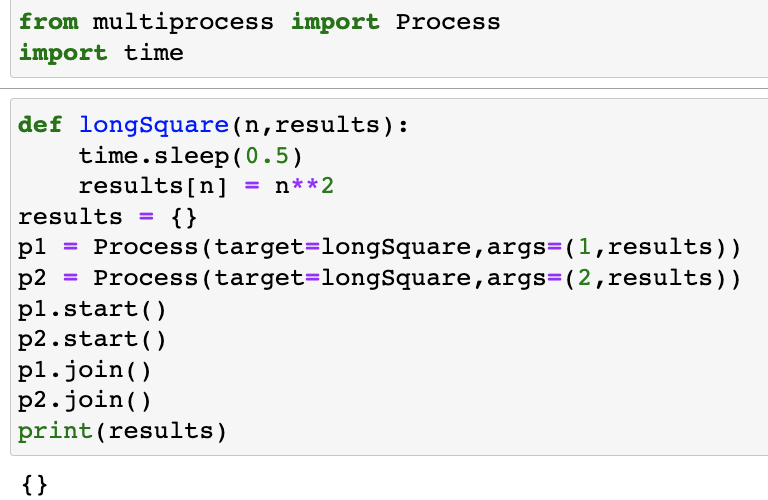 from multiprocess import Process
import time
def longSquare(n,results):
    time.sleep(0.5)
    results[n] = n**2
results = {}
p1 = Process(target=longSquare,args=(1,results))
p2 = Process(target=longSquare,args=(2,results))
p1.start()
p2.start()
p1.join()
p2.join()
print(results)
{}